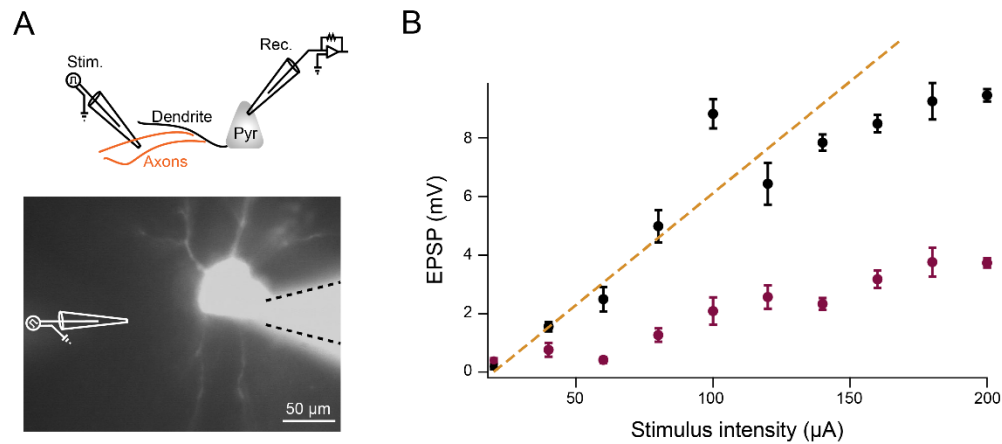 A
Stim.
Rec.
Dendrite
Pyr
Axons
50 µm
B
EPSP (mV)
8
6
4
2
0
50
100
150
200
Stimulus intensity (µA)